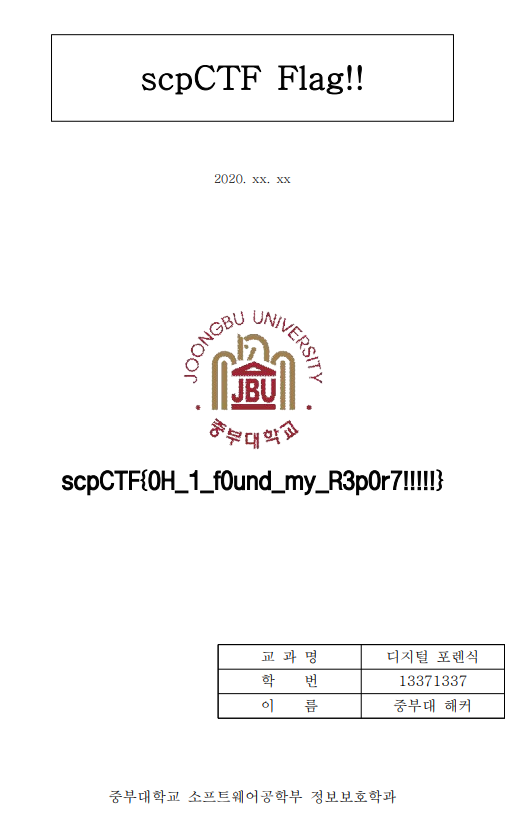 scpCTF Flag!!
2020. xx. xx
JOONGBU UNIVERSITY
JBU
중부대학교
scpCTF{0H_1_f0und_my_R3p0r7!!!!!}
교 과 명 디지털 포렌식
학 번 13371337
이 름 중부대 해커
중부대학교 소프트웨어공학부 정보보호학과